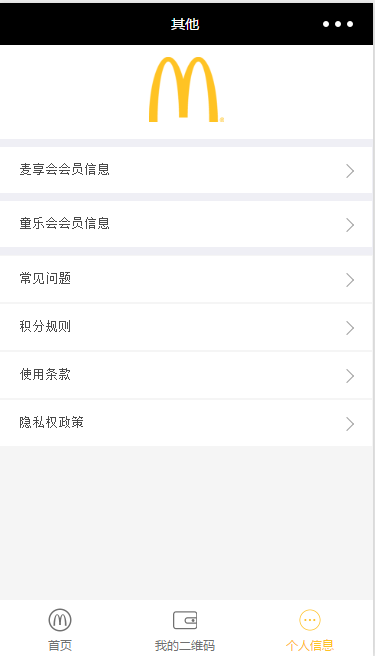 其他
麦享会会员信息
童乐会会员信息
常见问题
积分规则
使用条款
隐私权政策
首页
我的二维码
个人信息